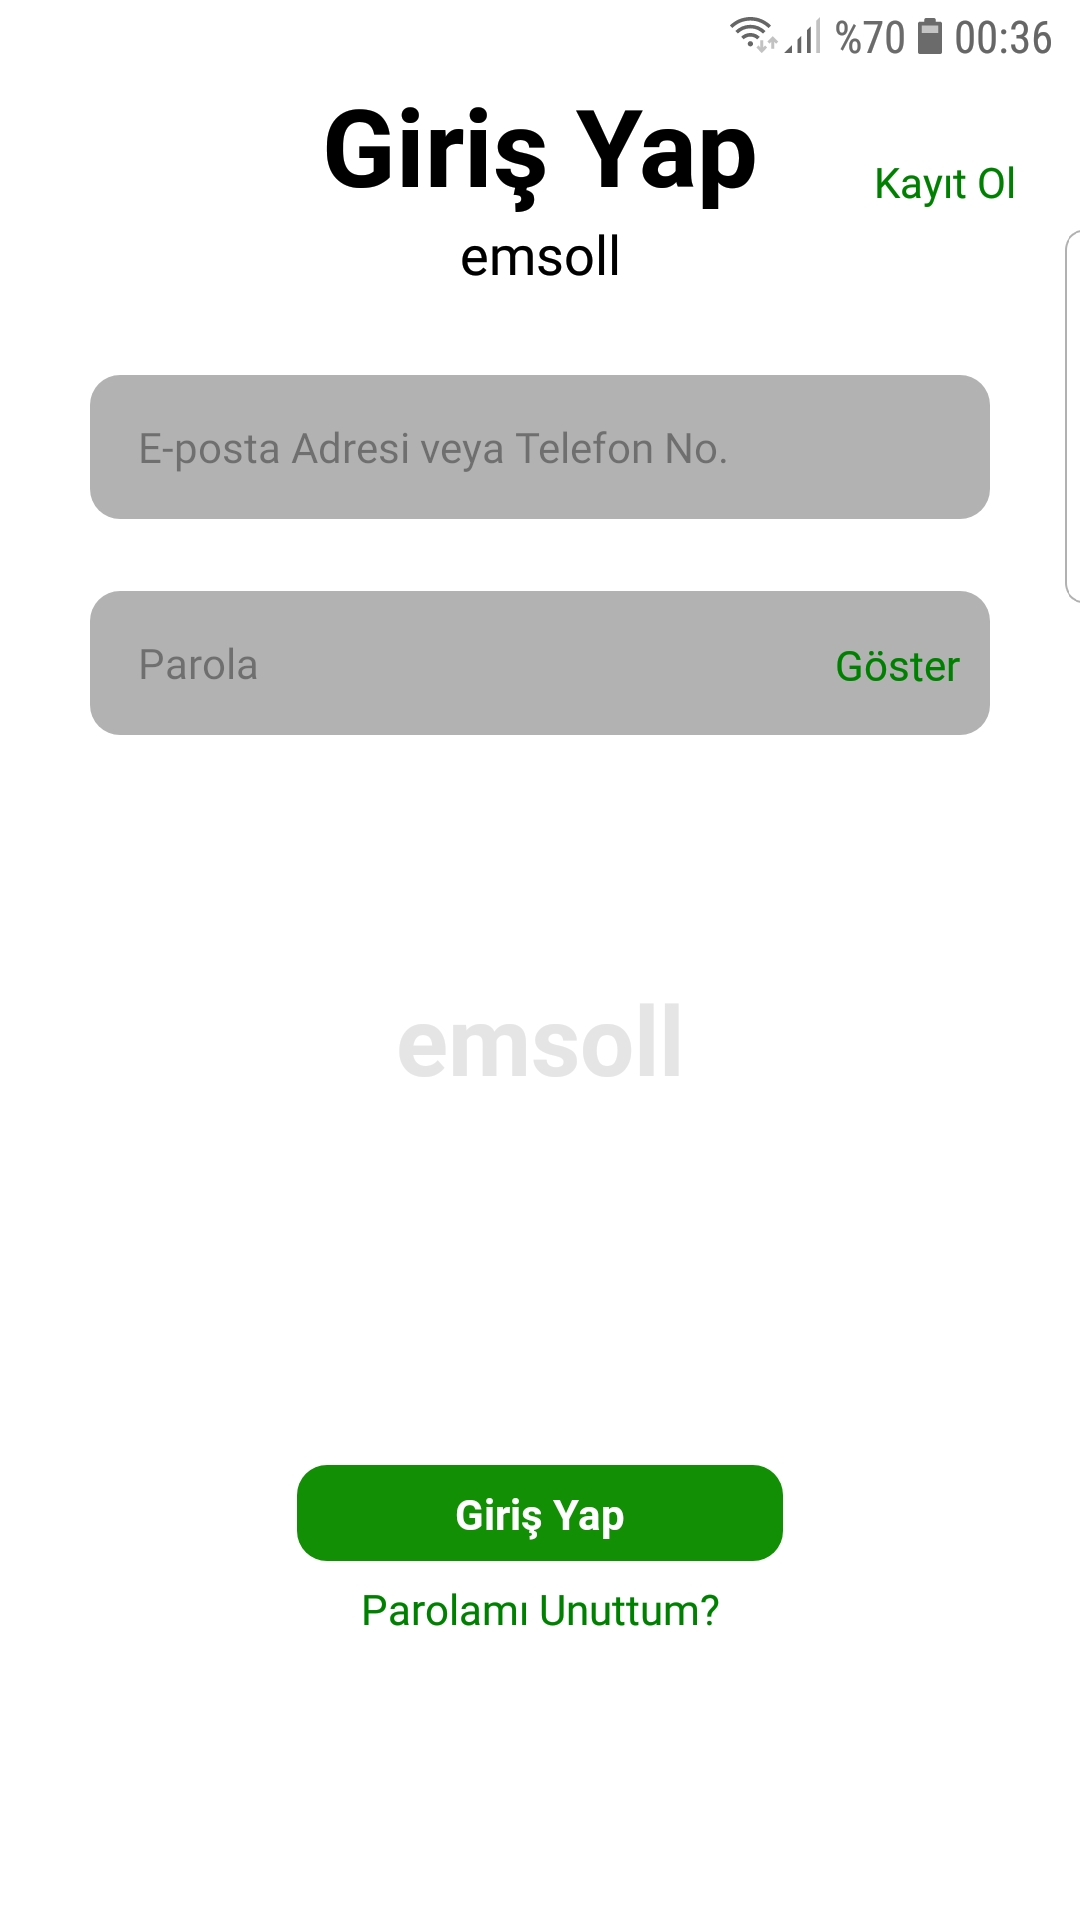 %70 00:36
Giriş Yap
Kayıt Ol
emsoll
E-posta Adresi veya Telefon No.
Parola
Göster
emsoll
Giriş Yap
Parolamı Unuttum?